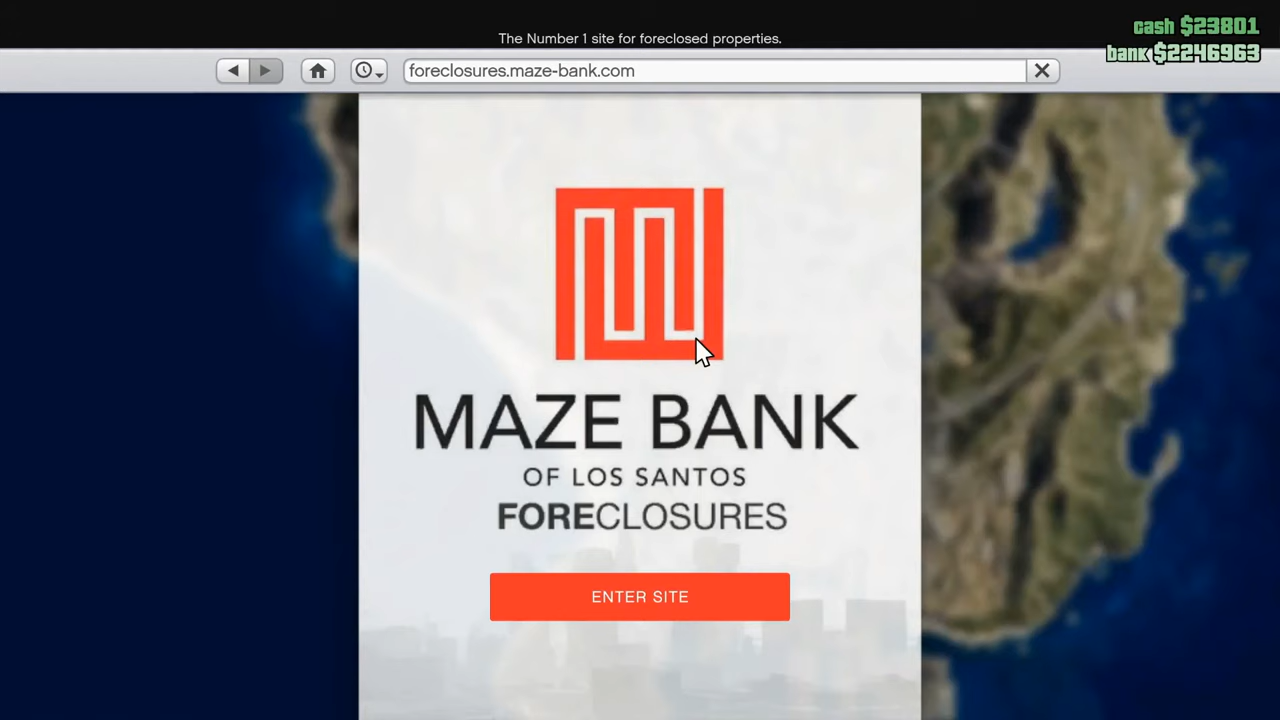 cash $23801
The Number 1 site for foreclosed properties.
bank $2246963
foreclosures.maze-bank.com
MAZE BANK
OF LOS SANTOS
FORECLOSURES
ENTER SITE